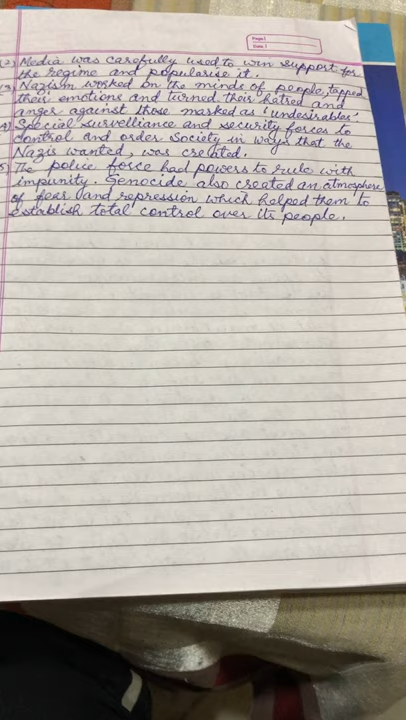 Page:
Date:
(2) Media was carefully used to win support for
the regime and popularise it.
(3) Nazism worked on the minds of people, tapped
their emotions and turned their hatred and
anger against those marked as 'undesirables'.
4) Special survelliance and security forces to
control and order Society in ways that the
Nazis wanted, was created.
5) The police force had powers to rule with
impunity. Genocide also created an atmosphere
of fear and repression which helped them to
establish total control over its people.